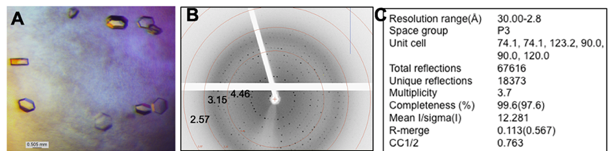 A
0.505 mm
B
4.46
3.15
2.57
C
Resolution range(Å) 30.00-2.8
Space group P3
Unit cell 74.1, 74.1, 123.2, 90.0,
90.0, 120.0
Total reflections 67616
Unique reflections 18373
Multiplicity 3.7
Completeness (%) 99.6(97.6)
Mean I/sigma(I) 12.281
R-merge 0.113(0.567)
CC1/2 0.763